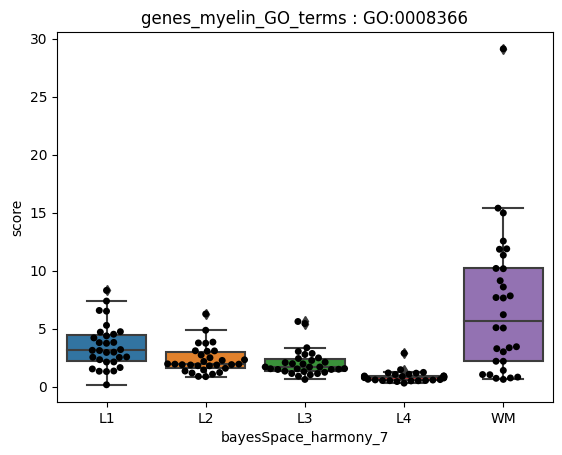 genes_myelin_GO_terms : GO:0008366
30
25
20
15
10
5
0
score
L1 L2 L3 L4 WM
bayesSpace_harmony_7